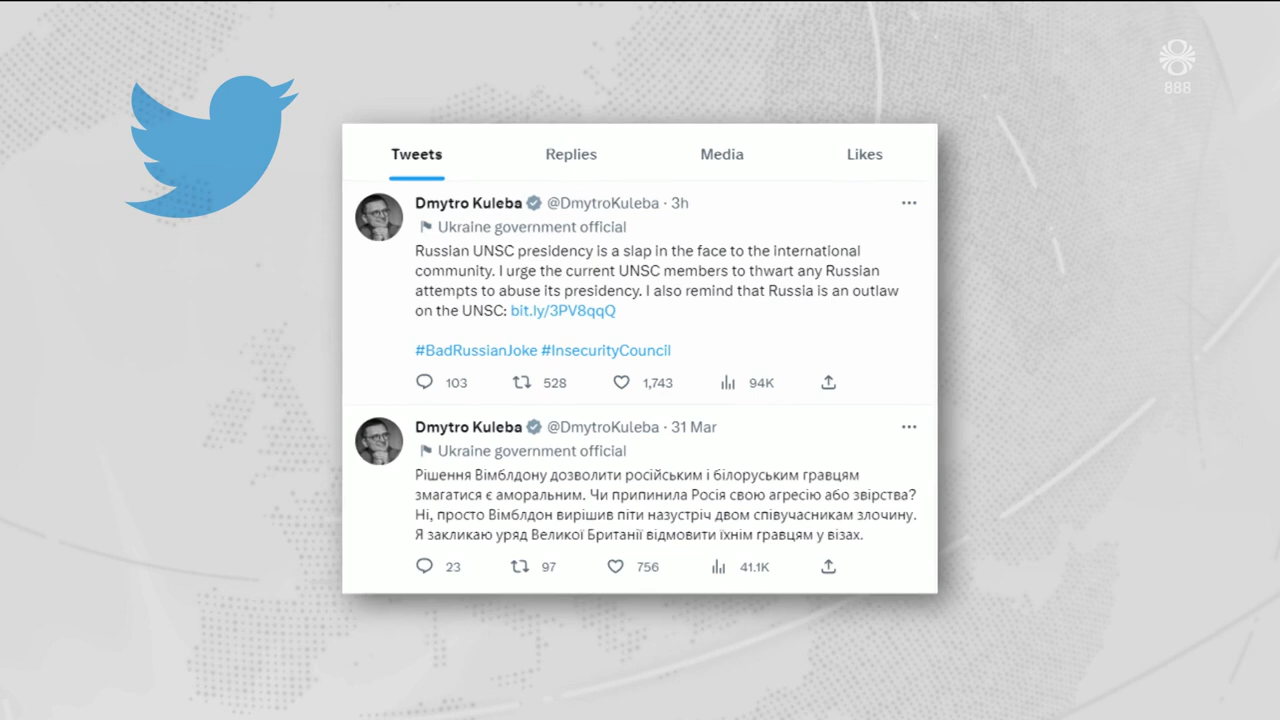 888
Tweets Replies Media Likes
Dmytro Kuleba @DmytroKuleba · 3h
Ukraine government official
Russian UNSC presidency is a slap in the face to the international
community. I urge the current UNSC members to thwart any Russian
attempts to abuse its presidency. I also remind that Russia is an outlaw
on the UNSC: bit.ly/3PV8qqQ
#BadRussianJoke #InsecurityCouncil
103 528 1,743 94K
Dmytro Kuleba @DmytroKuleba · 31 Mar
Ukraine government official
Рішення Вімблдону дозволити російським і білоруським гравцям
змагатися є аморальним. Чи припинила Росія свою агресію або звірства?
Ні, просто Вімблдон вирішив піти назустріч двом співучасникам злочину.
Я закликаю уряд Великої Британії відмовити їхнім гравцям у візах.
23 97 756 41.1K